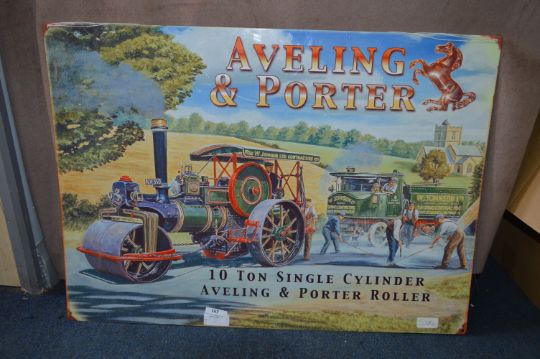 AVELING
& PORTER
10 TON SINGLE CYLINDER
AVELING & PORTER ROLLER